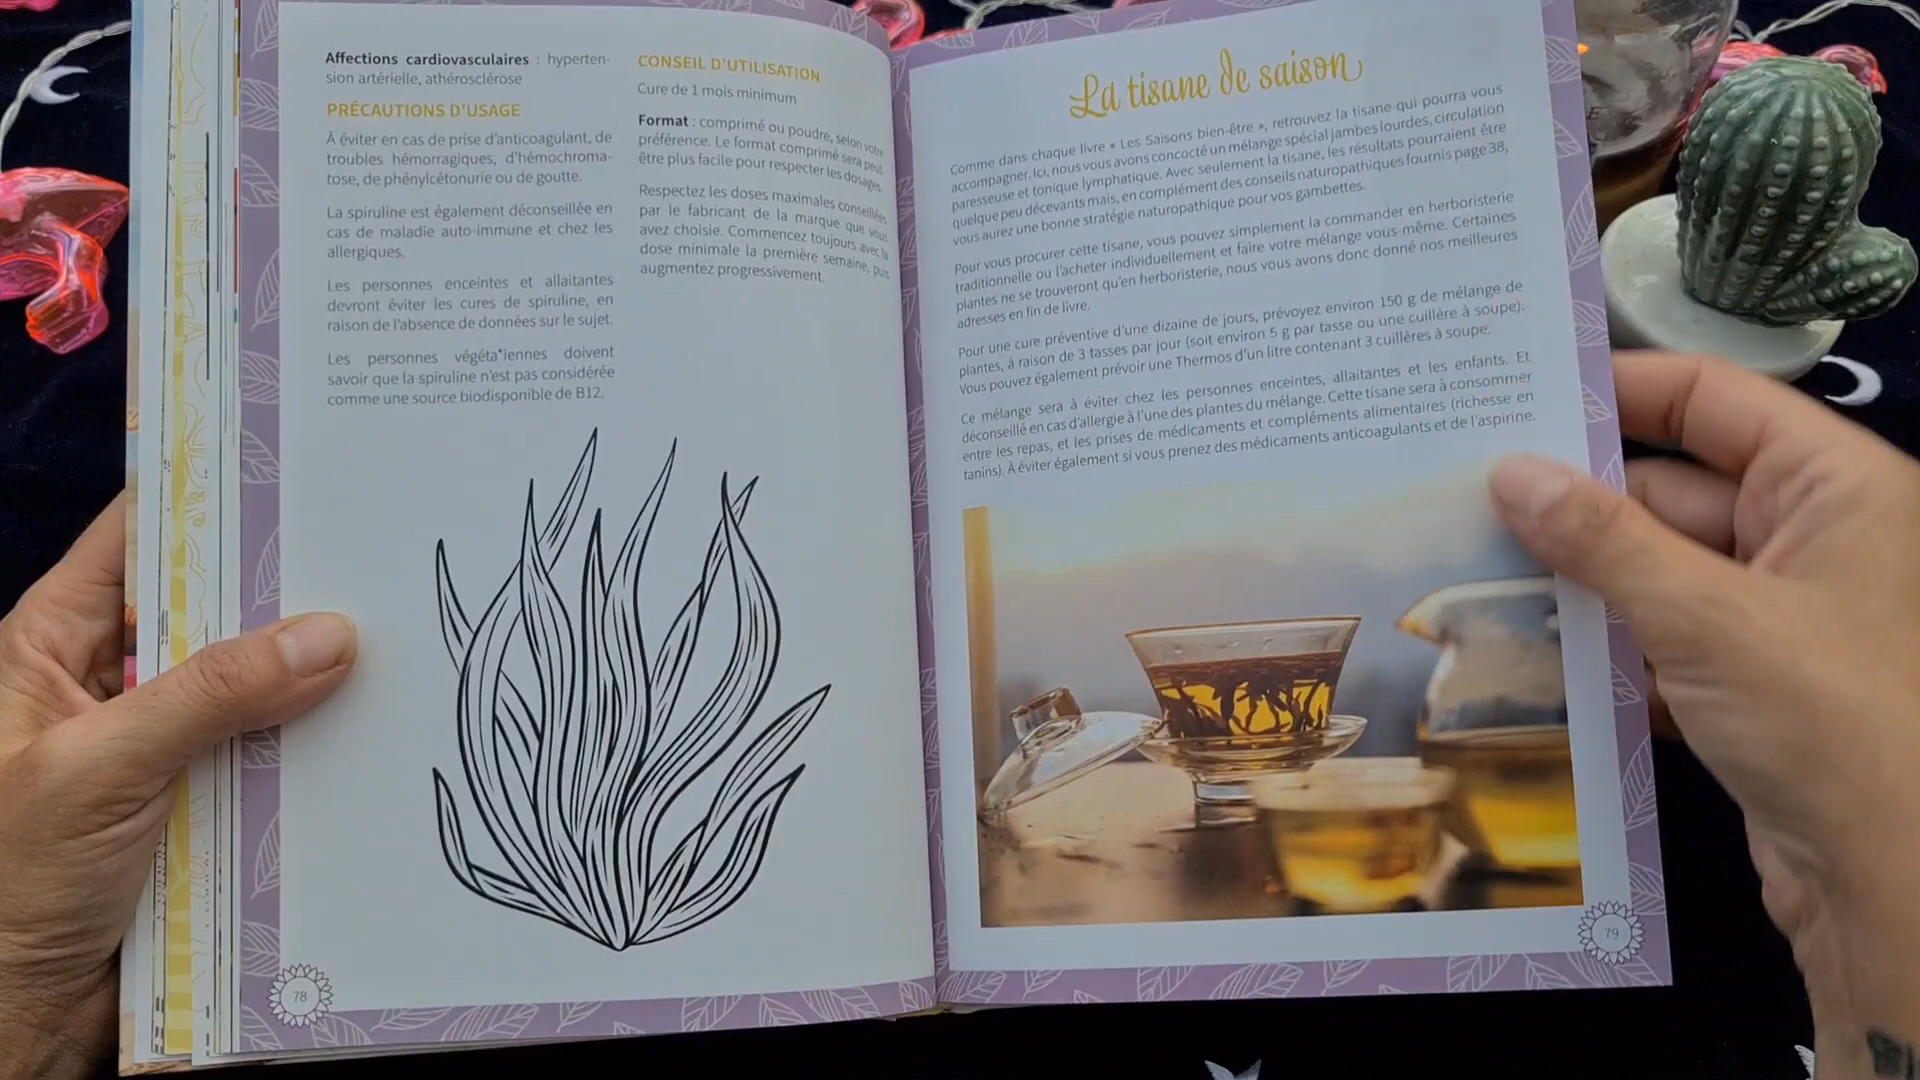 Affections cardiovasculaires : hyperten-
sion artérielle, athérosclérose
PRÉCAUTIONS D'USAGE
À éviter en cas de prise d'anticoagulant, de
troubles hémorragiques, d'hémochroma-
tose, de phénylcétonurie ou de goutte.
La spiruline est également déconseillée en
cas de maladie auto-immune et chez les
allergiques.
Les personnes enceintes et allaitantes
devront éviter les cures de spiruline, en
raison de l'absence de données sur le sujet.
Les personnes végéta*iennes doivent
savoir que la spiruline n'est pas considérée
comme une source biodisponible de B12.
CONSEIL D'UTILISATION
Cure de 1 mois minimum
Format : comprimé ou poudre, selon votre
préférence. Le format comprimé sera peut
être plus facile pour respecter les dosages.
Respectez les doses maximales conseillées
par le fabricant de la marque que vous
avez choisie. Commencez toujours avec la
dose minimale la première semaine, puis
augmentez progressivement.
78
La tisane de saison
Comme dans chaque livre « Les Saisons bien-être », retrouvez la tisane qui pourra vous
accompagner. Ici, nous vous avons concocté un mélange spécial jambes lourdes, circulation
paresseuse et tonique lymphatique. Avec seulement la tisane, les résultats pourraient être
quelque peu décevants mais, en complément des conseils naturopathiques fournis page 38,
vous aurez une bonne stratégie naturopathique pour vos gambettes.
Pour vous procurer cette tisane, vous pouvez simplement la commander en herboristerie
traditionnelle ou l'acheter individuellement et faire votre mélange vous-même. Certaines
plantes ne se trouveront qu'en herboristerie, nous vous avons donc donné nos meilleures
adresses en fin de livre.
Pour une cure préventive d'une dizaine de jours, prévoyez environ 150 g de mélange de
plantes, à raison de 3 tasses par jour (soit environ 5 g par tasse ou une cuillère à soupe).
Vous pouvez également prévoir une Thermos d'un litre contenant 3 cuillères à soupe.
Ce mélange sera à éviter chez les personnes enceintes, allaitantes et les enfants. Et
déconseillé en cas d'allergie à l'une des plantes du mélange. Cette tisane sera à consommer
entre les repas, et les prises de médicaments et compléments alimentaires (richesse en
tanins). À éviter également si vous prenez des médicaments anticoagulants et de l'aspirine.
79